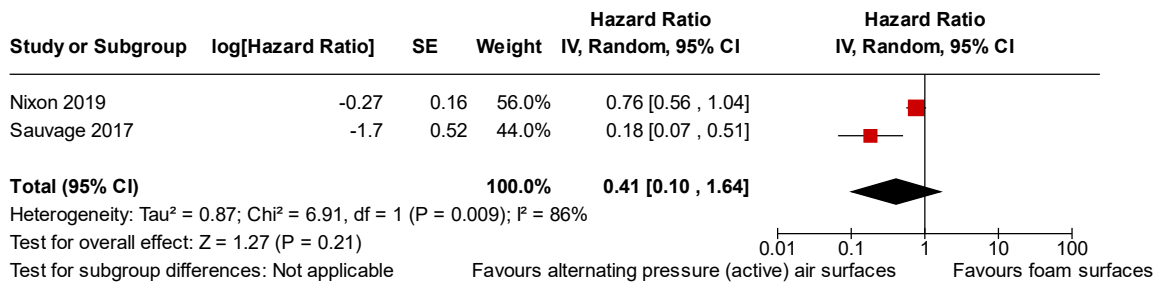 Hazard Ratio Hazard Ratio
Study or Subgroup log[Hazard Ratio] SE Weight IV, Random, 95% CI IV, Random, 95% CI
Nixon 2019 -0.27 0.16 56.0% 0.76 [0.56 , 1.04]
Sauvage 2017 -1.7 0.52 44.0% 0.18 [0.07 , 0.51]
Total (95% CI) 100.0% 0.41 [0.10 , 1.64]
Heterogeneity: Tau² = 0.87; Chi² = 6.91, df = 1 (P = 0.009); I² = 86%
Test for overall effect: Z = 1.27 (P = 0.21) 0.01 0.1 1 10 100
Test for subgroup differences: Not applicable Favours alternating pressure (active) air surfaces Favours foam surfaces